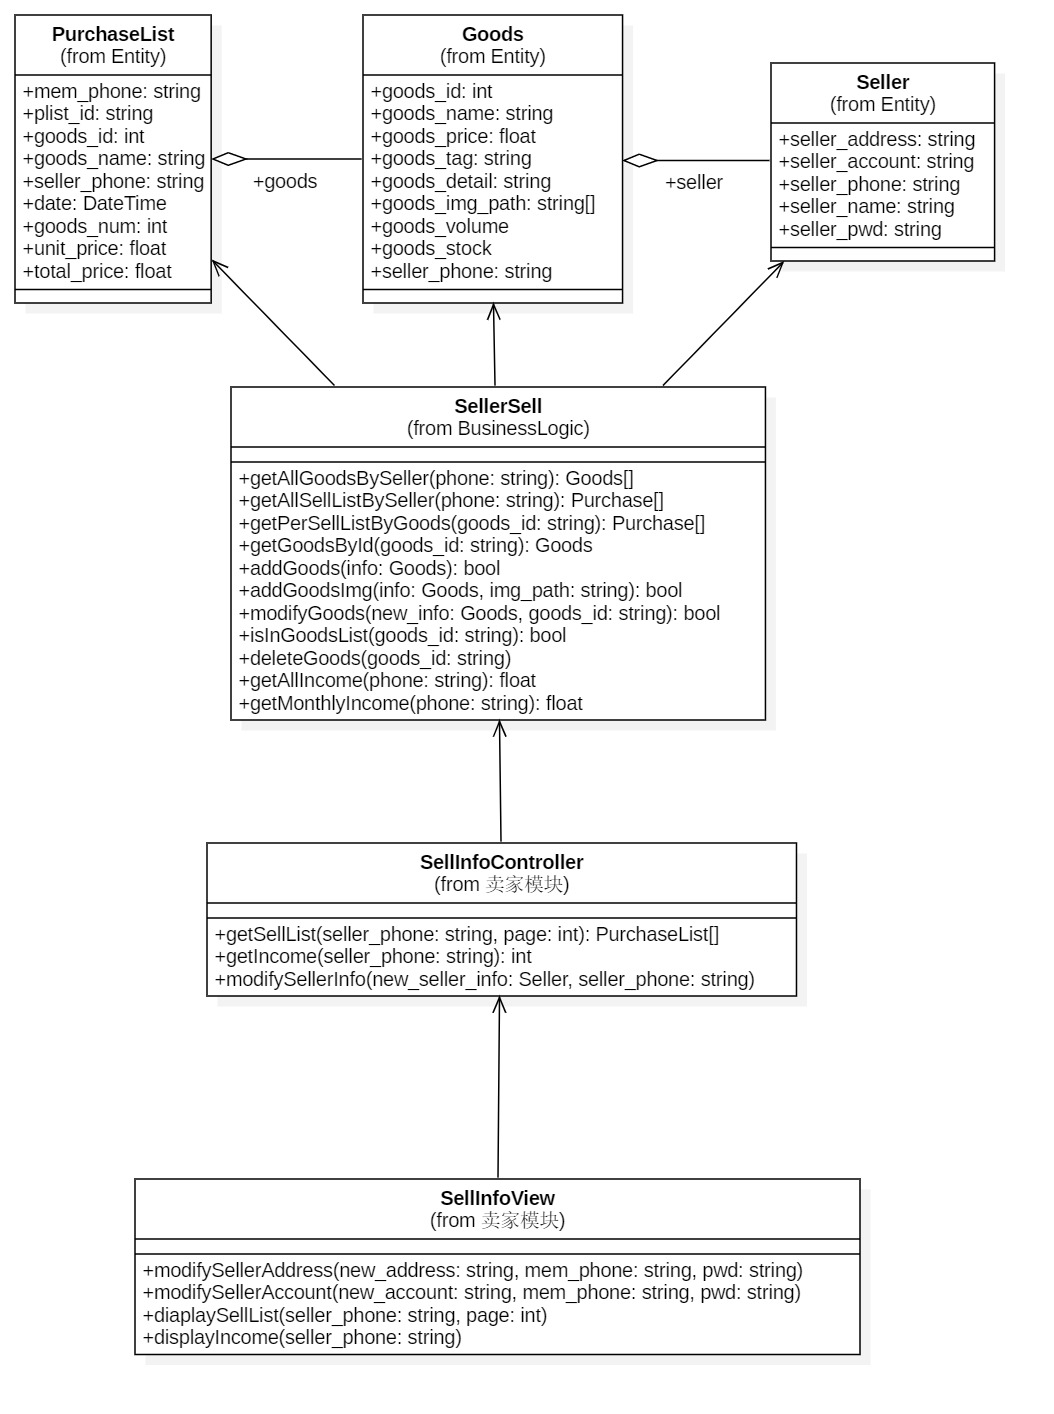 PurchaseList
(from Entity)
+mem_phone: string
+plist_id: string
+goods_id: int
+goods_name: string
+seller_phone: string
+date: DateTime
+goods_num: int
+unit_price: float
+total_price: float
+goods
Goods
(from Entity)
+goods_id: int
+goods_name: string
+goods_price: float
+goods_tag: string
+goods_detail: string
+goods_img_path: string[]
+goods_volume
+goods_stock
+seller_phone: string
+seller
Seller
(from Entity)
+seller_address: string
+seller_account: string
+seller_phone: string
+seller_name: string
+seller_pwd: string
SellerSell
(from BusinessLogic)
+getAllGoodsBySeller(phone: string): Goods[]
+getAllSellListBySeller(phone: string): Purchase[]
+getPerSellListByGoods(goods_id: string): Purchase[]
+getGoodsById(goods_id: string): Goods
+addGoods(info: Goods): bool
+addGoodsImg(info: Goods, img_path: string): bool
+modifyGoods(new_info: Goods, goods_id: string): bool
+isInGoodsList(goods_id: string): bool
+deleteGoods(goods_id: string)
+getAllIncome(phone: string): float
+getMonthlyIncome(phone: string): float
SellInfoController
(from 卖家模块)
+getSellList(seller_phone: string, page: int): PurchaseList[]
+getIncome(seller_phone: string): int
+modifySellerInfo(new_seller_info: Seller, seller_phone: string)
SellInfoView
(from 卖家模块)
+modifySellerAddress(new_address: string, mem_phone: string, pwd: string)
+modifySellerAccount(new_account: string, mem_phone: string, pwd: string)
+diaplaySellList(seller_phone: string, page: int)
+displayIncome(seller_phone: string)